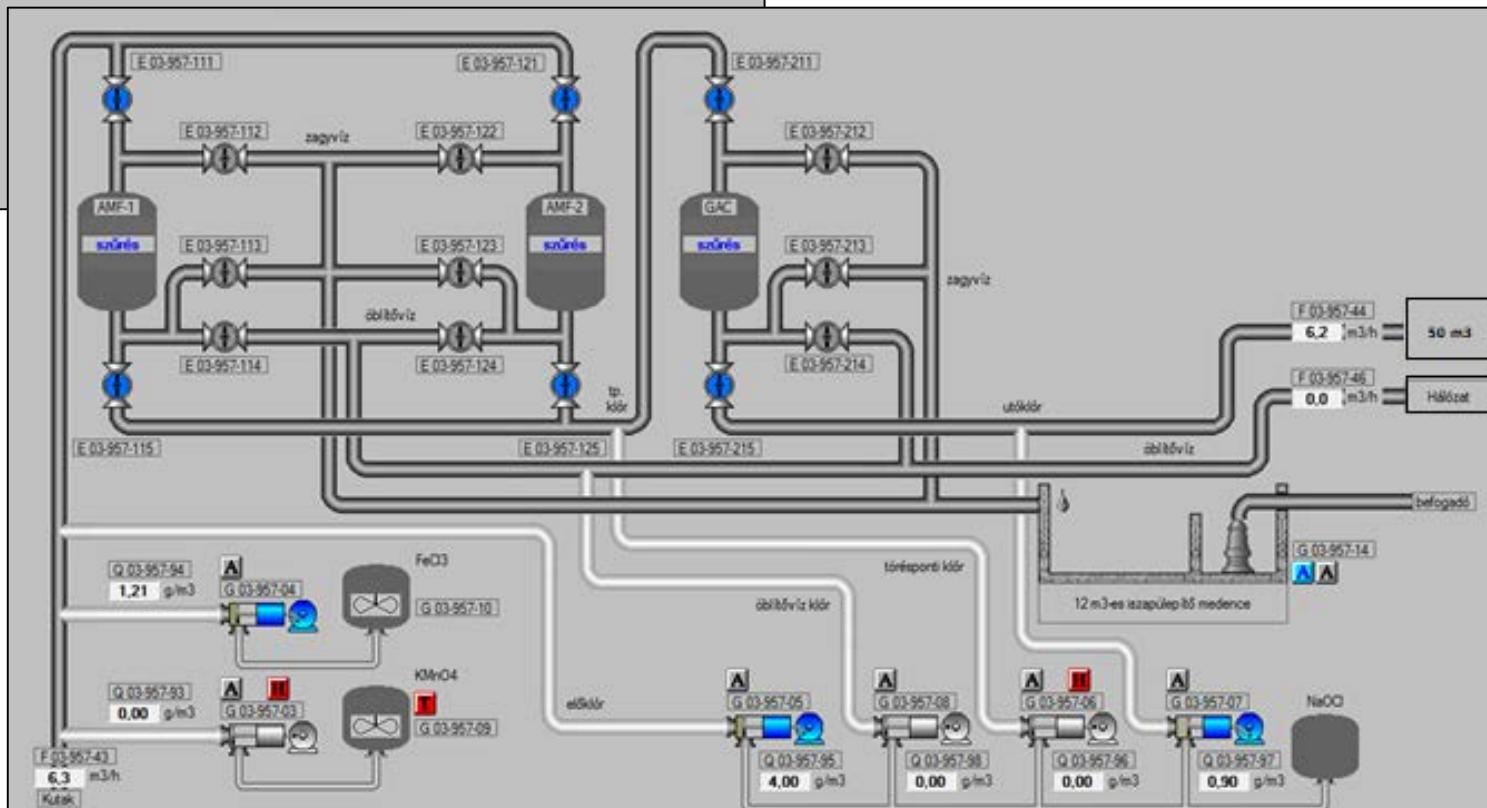 E 03-957-111
E 03-957-121
E 03-957-211
E 03-957-112
zagyvíz
E 03-957-122
E 03-957-212
AMF-1
AMF-2
GAC
szűrés
E 03-957-113
E 03-957-123
szűrés
szűrés
E 03-957-213
zagyvíz
öblítővíz
E 03-957-114
E 03-957-124
E 03-957-214
F 03-957-44
6,2 m3/h
50 m3
F 03-957-46
0,0 m3/h
Hálózat
tp.
klór
utóklór
E 03-957-115
E 03-957-125
E 03-957-215
öblítővíz
befogadó
G 03-957-14
A A
12 m3-es iszapülepítő medence
törésponti klór
öblítővíz klór
előklór
Q 03-957-94
1,21 g/m3
A
G 03-957-04
FeCl3
G 03-957-10
Q 03-957-93
0,00 g/m3
A H
G 03-957-03
KMnO4
T
G 03-957-09
F 03-957-43
6,3 m3/h
Kutak
A
G 03-957-05
A
G 03-957-08
A H
G 03-957-06
A
G 03-957-07
NaOCl
Q 03-957-95
4,00 g/m3
Q 03-957-98
0,00 g/m3
Q 03-957-96
0,00 g/m3
Q 03-957-97
0,90 g/m3